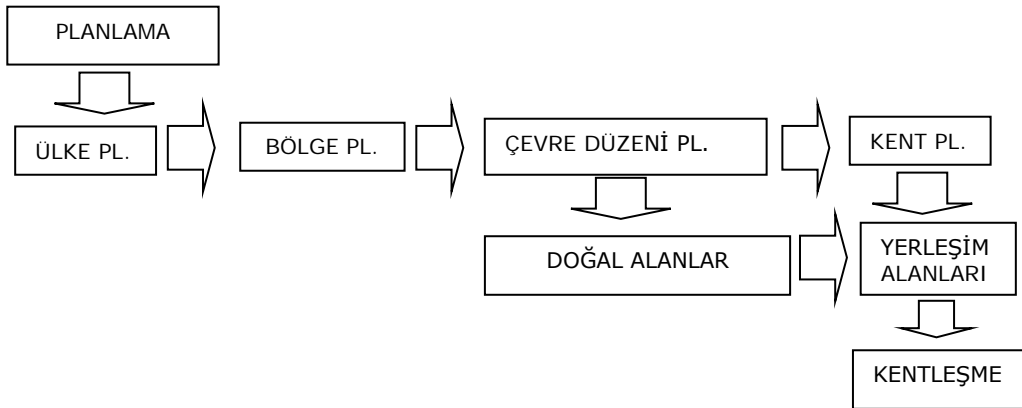 PLANLAMA
ÜLKE PL.
BÖLGE PL.
ÇEVRE DÜZENİ PL.
KENT PL.
DOĞAL ALANLAR
YERLEŞİM
ALANLARI
KENTLEŞME